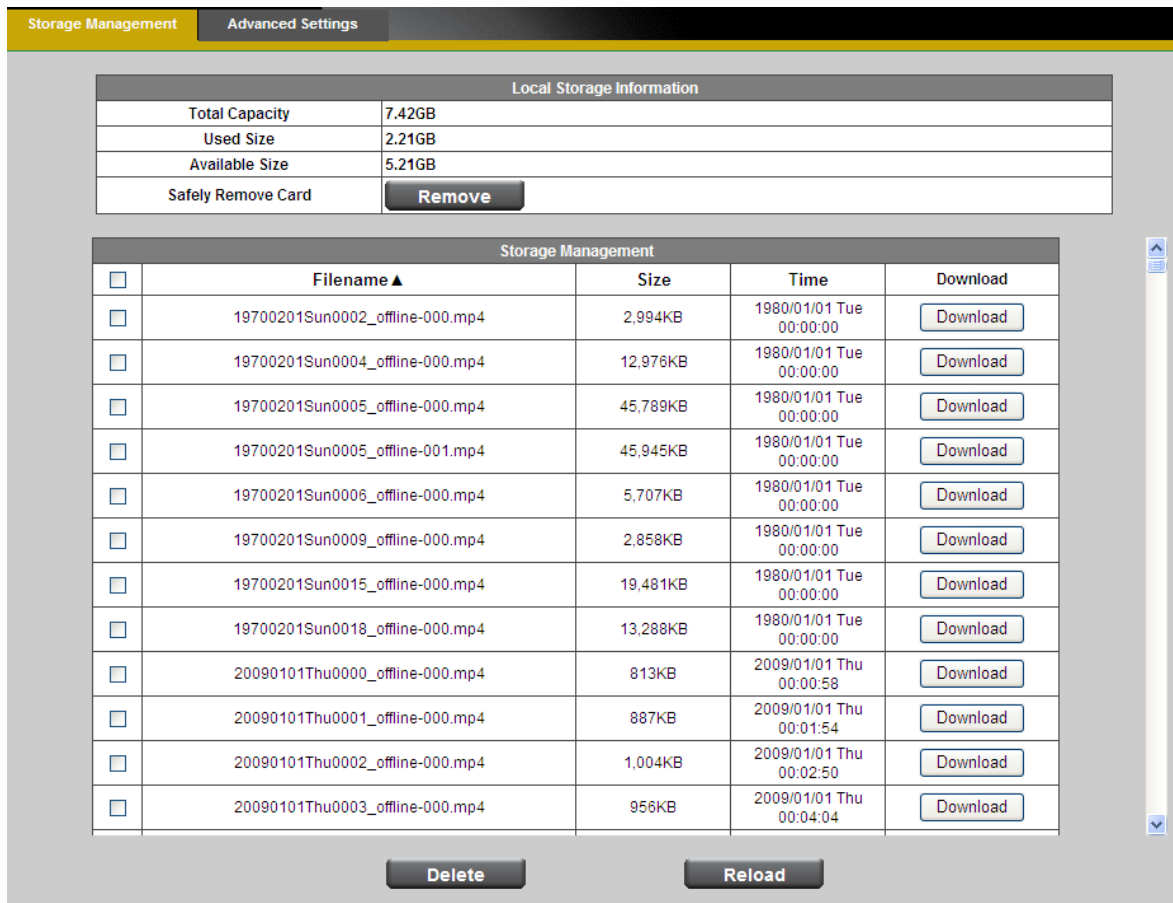 Storage Management Advanced Settings
Local Storage Information
Total Capacity 7.42GB
Used Size 2.21GB
Available Size 5.21GB
Safely Remove Card Remove
Storage Management
Filename▲ Size Time Download
19700201Sun0002_offline-000.mp4 2,994KB 1980/01/01 Tue 00:00:00 Download
19700201Sun0004_offline-000.mp4 12,976KB 1980/01/01 Tue 00:00:00 Download
19700201Sun0005_offline-000.mp4 45,789KB 1980/01/01 Tue 00:00:00 Download
19700201Sun0005_offline-001.mp4 45,945KB 1980/01/01 Tue 00:00:00 Download
19700201Sun0006_offline-000.mp4 5,707KB 1980/01/01 Tue 00:00:00 Download
19700201Sun0009_offline-000.mp4 2,858KB 1980/01/01 Tue 00:00:00 Download
19700201Sun0015_offline-000.mp4 19,481KB 1980/01/01 Tue 00:00:00 Download
19700201Sun0018_offline-000.mp4 13,288KB 1980/01/01 Tue 00:00:00 Download
20090101Thu0000_offline-000.mp4 813KB 2009/01/01 Thu 00:00:58 Download
20090101Thu0001_offline-000.mp4 887KB 2009/01/01 Thu 00:01:54 Download
20090101Thu0002_offline-000.mp4 1,004KB 2009/01/01 Thu 00:02:50 Download
20090101Thu0003_offline-000.mp4 956KB 2009/01/01 Thu 00:04:04 Download
Delete Reload